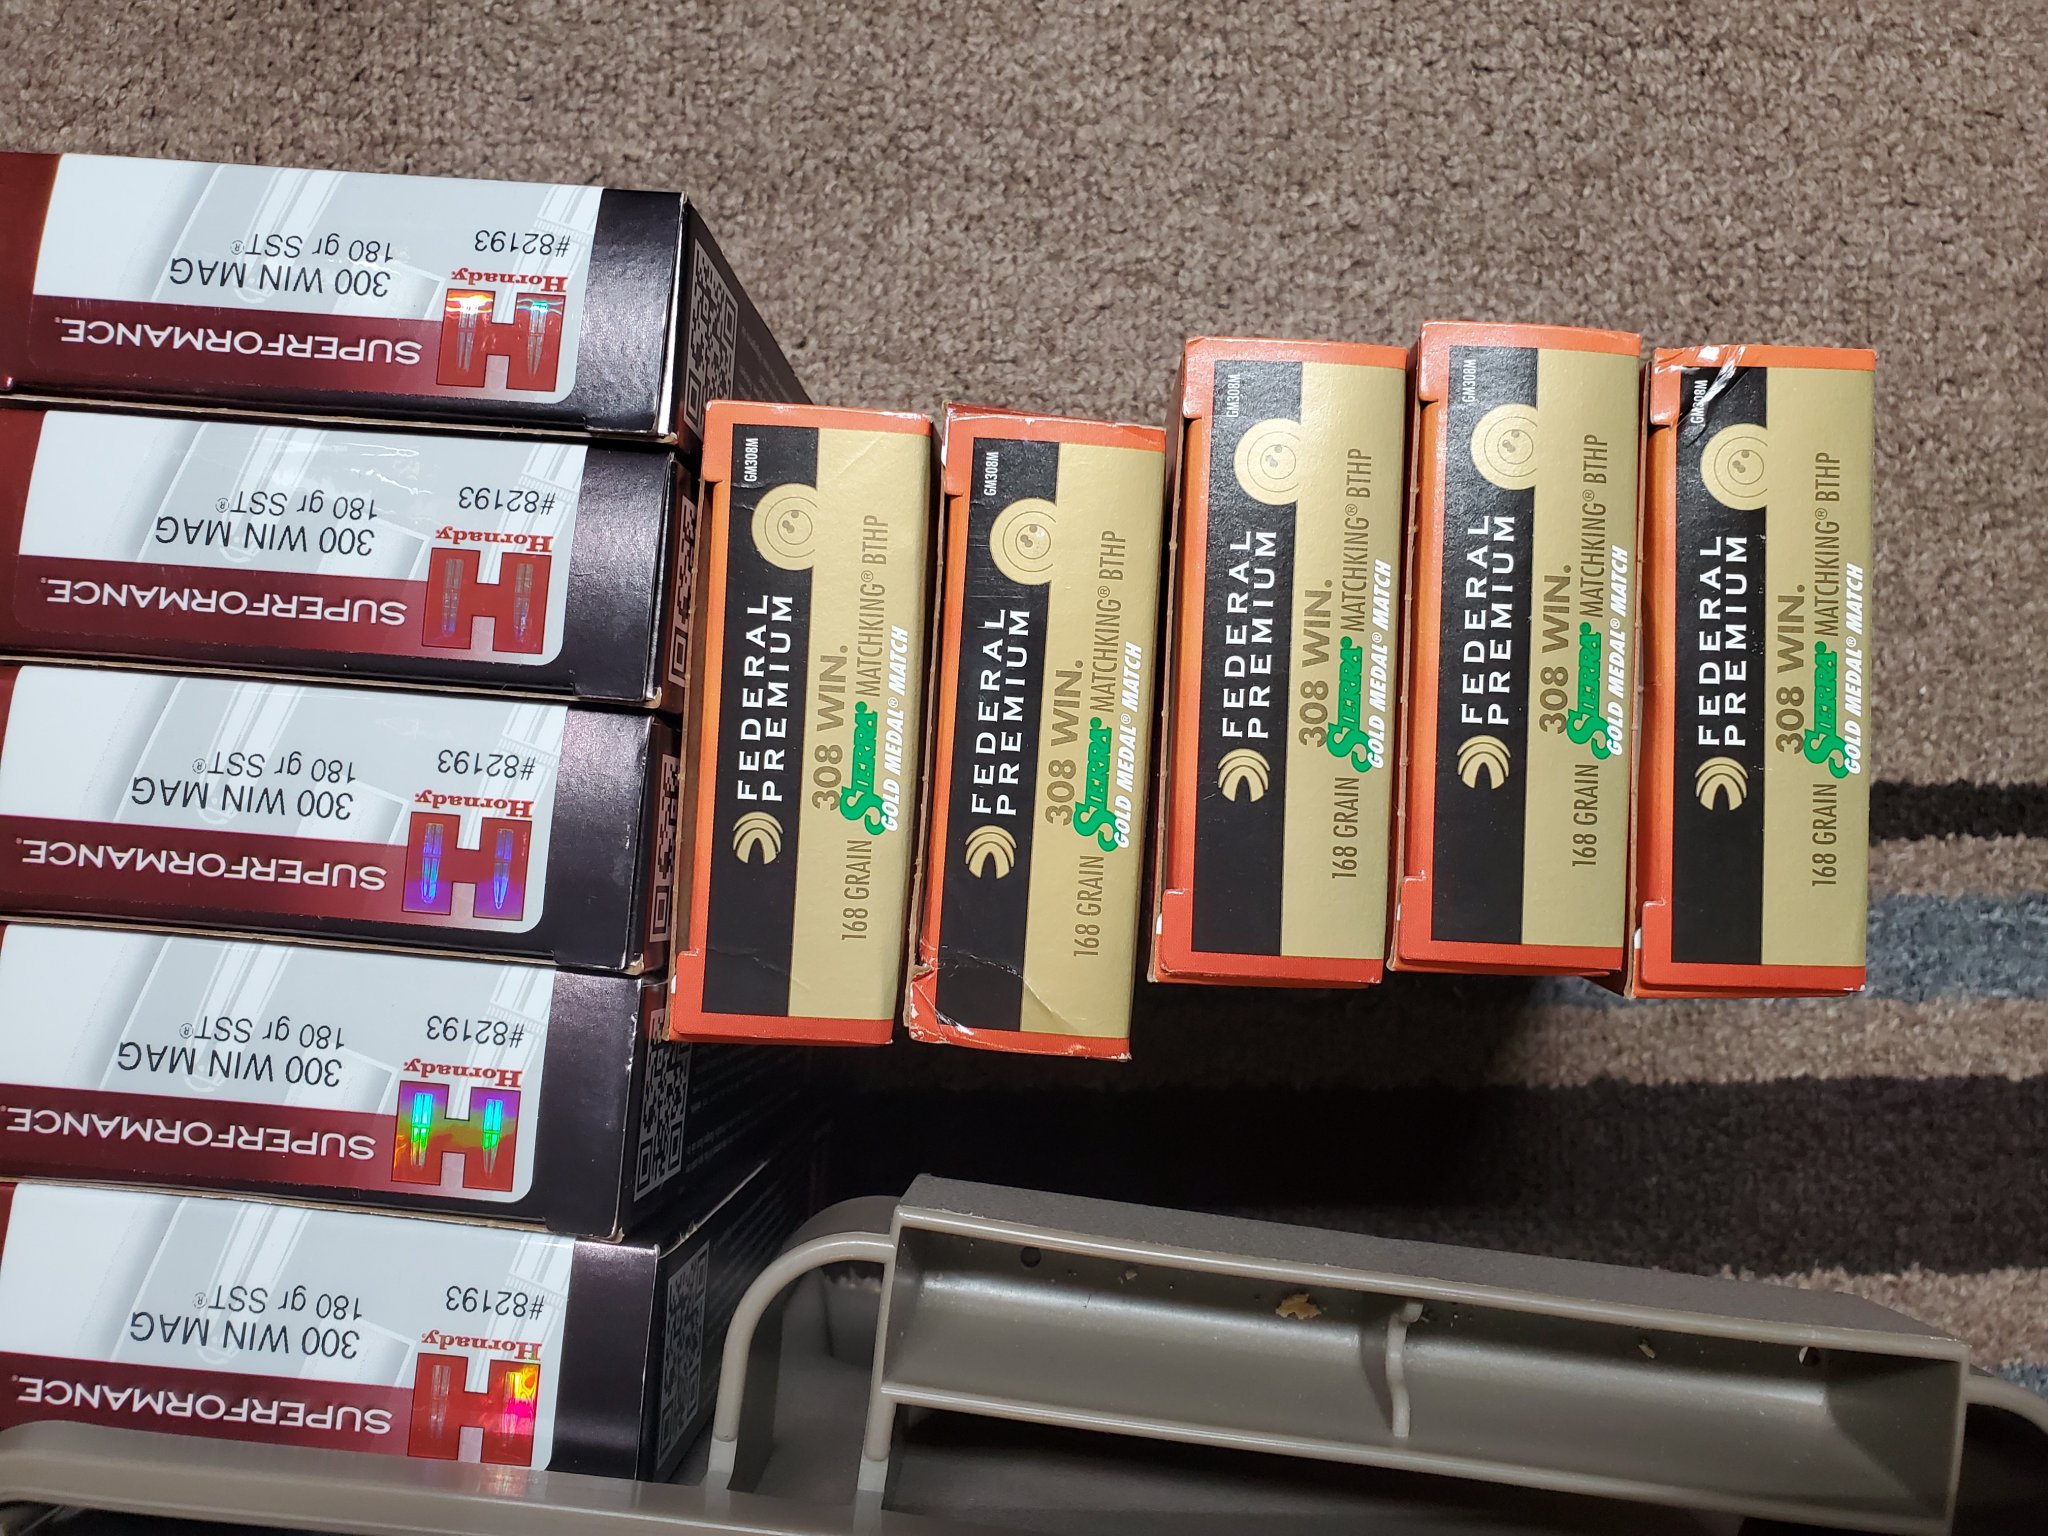 #82193
180 gr SST®
300 WIN MAG
Hornady
SUPERFORMANCE
#82193
180 gr SST®
300 WIN MAG
Hornady
SUPERFORMANCE
#82193
180 gr SST®
300 WIN MAG
Hornady
SUPERFORMANCE
#82193
180 gr SST®
300 WIN MAG
Hornady
SUPERFORMANCE
#82193
180 gr SST®
300 WIN MAG
Hornady
SUPERFORMANCE
GM308M
FEDERAL
PREMIUM
308 WIN.
168 GRAIN SIERRA® MATCHKING® BTHP
GOLD MEDAL® MATCH
GM308M
FEDERAL
PREMIUM
308 WIN.
168 GRAIN SIERRA® MATCHKING® BTHP
GOLD MEDAL® MATCH
GM308M
FEDERAL
PREMIUM
308 WIN.
168 GRAIN SIERRA® MATCHKING® BTHP
GOLD MEDAL® MATCH
GM308M
FEDERAL
PREMIUM
308 WIN.
168 GRAIN SIERRA® MATCHKING® BTHP
GOLD MEDAL® MATCH
GM308M
FEDERAL
PREMIUM
308 WIN.
168 GRAIN SIERRA® MATCHKING® BTHP
GOLD MEDAL® MATCH